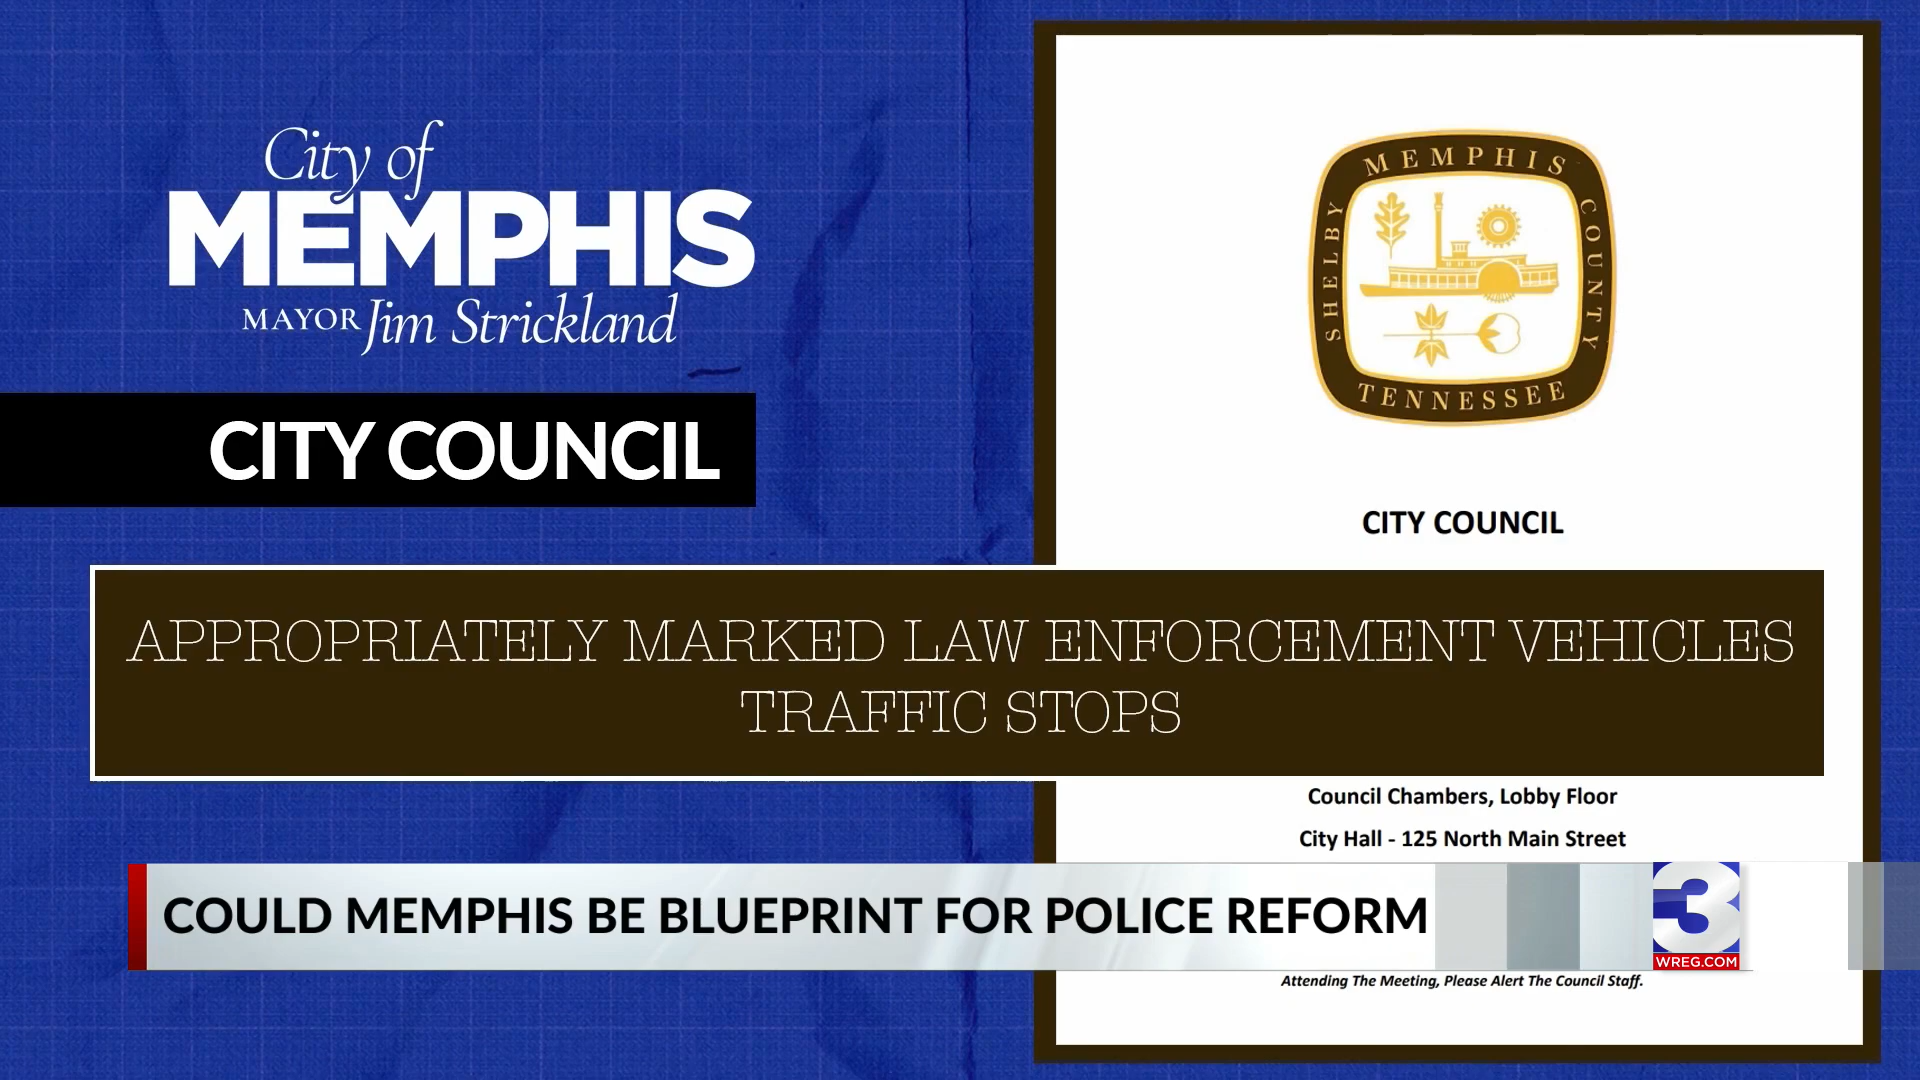 City of
MEMPHIS
MAYOR Jim Strickland
CITY COUNCIL
MEMPHIS
SHELBY COUNTY
TENNESSEE
CITY COUNCIL
APPROPRIATELY MARKED LAW ENFORCEMENT VEHICLES
TRAFFIC STOPS
Council Chambers, Lobby Floor
City Hall - 125 North Main Street
COULD MEMPHIS BE BLUEPRINT FOR POLICE REFORM
3
WREG.COM
Attending The Meeting, Please Alert The Council Staff.